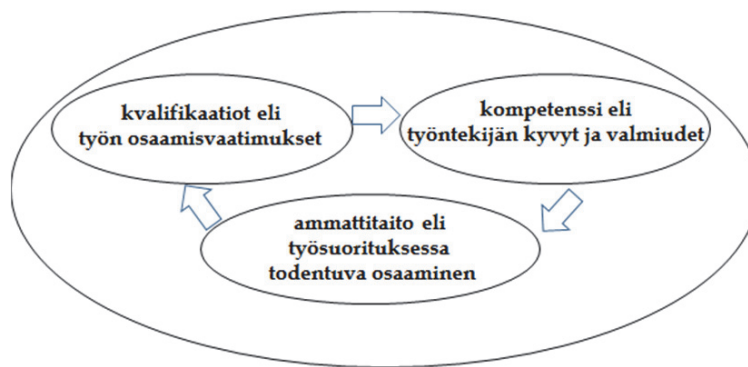 kvalifikaatiot eli
työn osaamisvaatimukset
kompetenssi eli
työntekijän kyvyt ja valmiudet
ammattitaito eli
työsuorituksessa
todentuva osaaminen